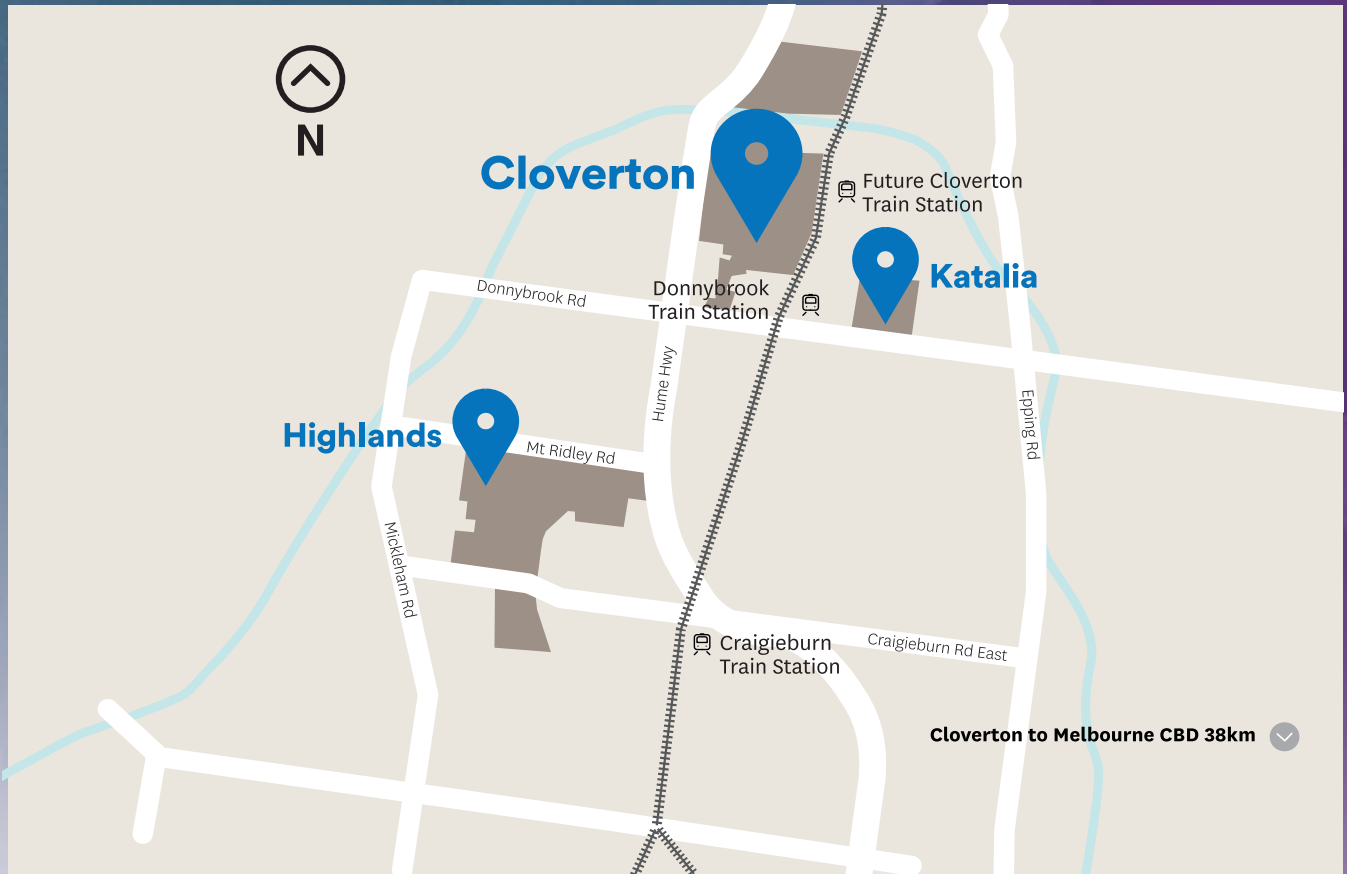 N
Cloverton
Future Cloverton
Train Station
Katalia
Donnybrook
Train Station
Donnybrook Rd
Hume Hwy
Epping Rd
Highlands
Mt Ridley Rd
Mickleham Rd
Craigieburn
Train Station
Craigieburn Rd East
Cloverton to Melbourne CBD 38km